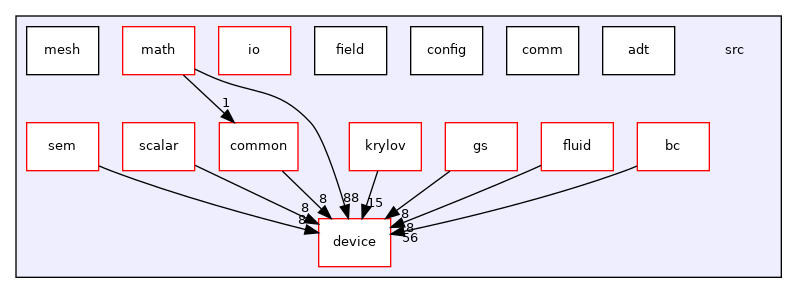 mesh
math
io
field
config
comm
adt
src
1
sem
scalar
common
krylov
gs
fluid
bc
8
8
8
88
15
8
8
56
device